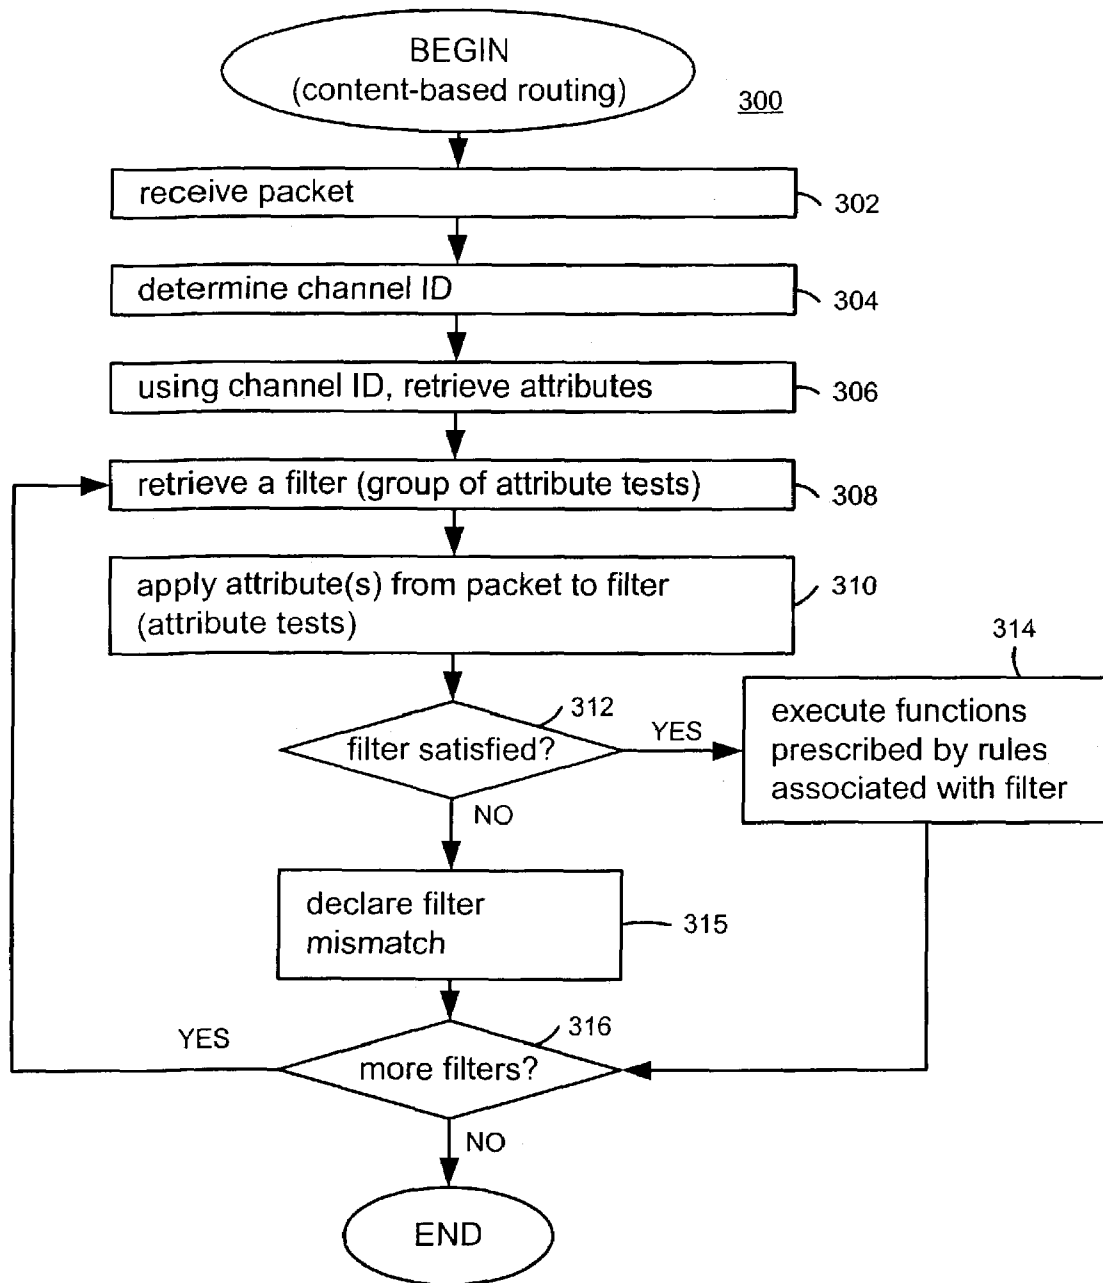 BEGIN
(content-based routing)
300
receive packet
302
determine channel ID
304
using channel ID, retrieve attributes
306
retrieve a filter (group of attribute tests)
308
apply attribute(s) from packet to filter
(attribute tests)
310
314
312
filter satisfied?
YES
execute functions
prescribed by rules
associated with filter
NO
declare filter
mismatch
315
316
YES
more filters?
NO
END